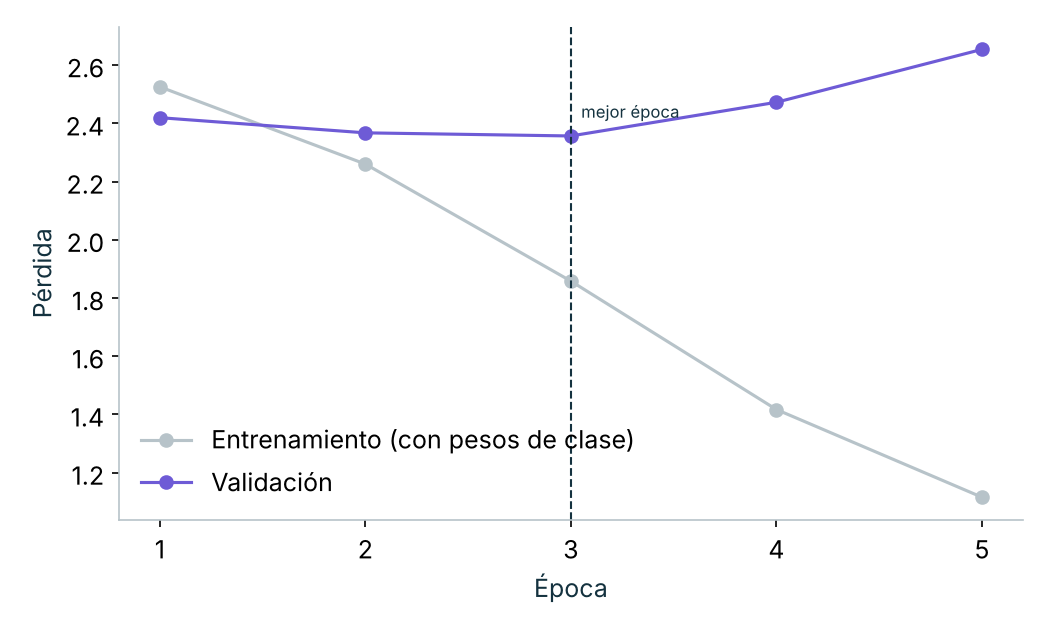 2.6
2.4
2.2
2.0
1.8
1.6
1.4
1.2
Pérdida
mejor época
Entrenamiento (con pesos de clase)
Validación
1
2
3
4
5
Época